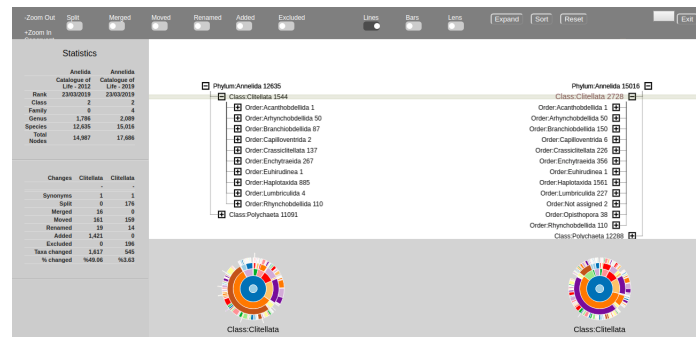 -Zoom Out Split Merged Moved Renamed Added Excluded Lines Bars Lens Expand Sort Reset Exit
+Zoom In
Statistics
Anelida Annelida
Catalogue of Life - 2012 Catalogue of Life - 2019
Rank 23/03/2019 23/03/2019
Class 2 2
Family 0 4
Genus 1,786 2,089
Species 12,635 15,016
Total Nodes 14,987 17,686
Changes Clitellata Clitellata
- -
Synonyms 1 1
Split 0 176
Merged 16 0
Moved 161 159
Renamed 19 14
Added 1,421 0
Excluded 0 196
Taxa changed 1,617 545
% changed %49.06 %3.63
Phylum:Annelida 12635
Class:Clitellata 1544
Order:Acanthobdellida 1
Order:Arhynchobdellida 50
Order:Branchiobdellida 87
Order:Capilloventrida 2
Order:Crassiclitellata 137
Order:Enchytraeida 267
Order:Euhirudinea 1
Order:Haplotaxida 885
Order:Lumbriculida 4
Order:Rhynchobdellida 110
Class:Polychaeta 11091
Phylum:Annelida 15016
Class:Clitellata 2728
Order:Acanthobdellida 1
Order:Arhynchobdellida 50
Order:Branchiobdellida 150
Order:Capilloventrida 6
Order:Crassiclitellata 226
Order:Enchytraeida 356
Order:Euhirudinea 1
Order:Haplotaxida 1561
Order:Lumbriculida 227
Order:Not assigned 2
Order:Opisthopora 38
Order:Rhynchobdellida 110
Class:Polychaeta 12288
Class:Clitellata
Class:Clitellata